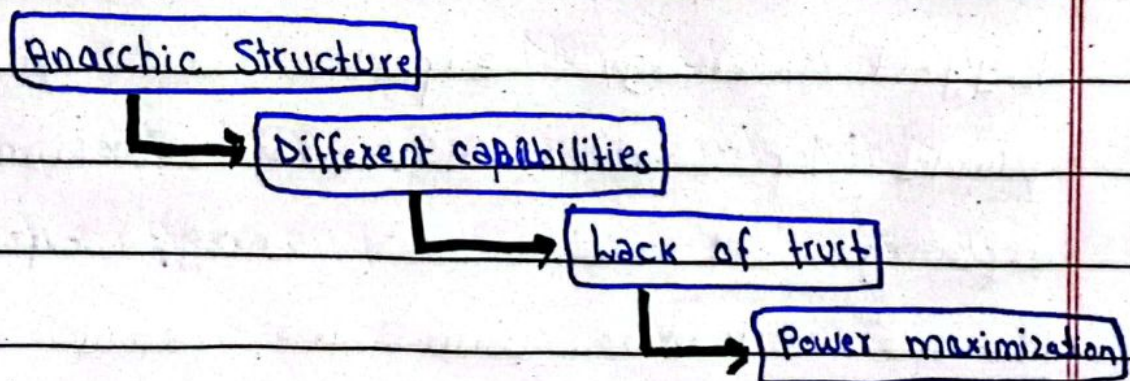 Anarchic Structure
Different capabilities
Lack of trust
Power maximization